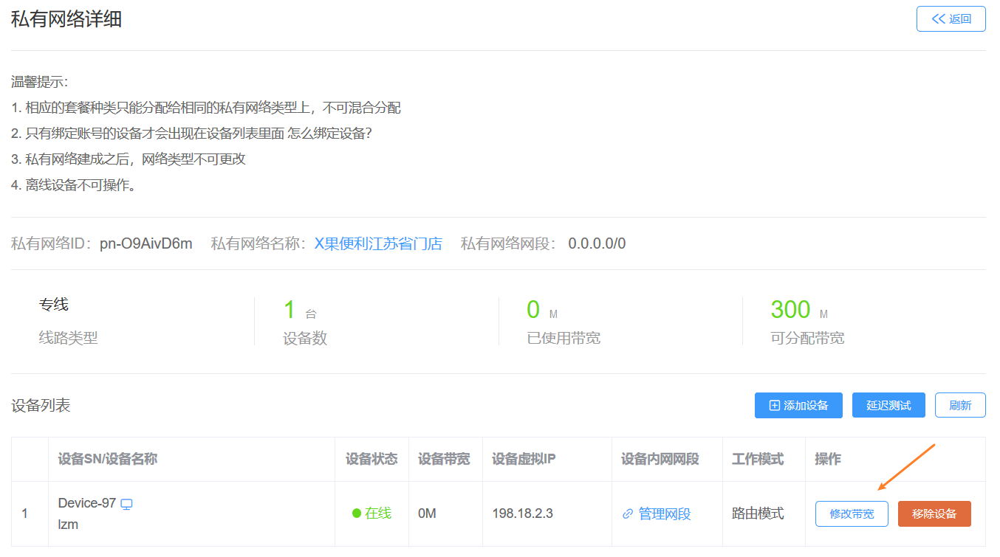 私有网络详细
返回
温馨提示：
1. 相应的套餐种类只能分配给相同的私有网络类型上，不可混合分配
2. 只有绑定账号的设备才会出现在设备列表里面 怎么绑定设备？
3. 私有网络建成之后，网络类型不可更改
4. 离线设备不可操作。
私有网络ID： pn-O9AivD6m 私有网络名称： X果便利江苏省门店 私有网络网段： 0.0.0.0/0
专线 1 台 0 M 300 M
线路类型 设备数 已使用带宽 可分配带宽
设备列表 添加设备 延迟测试 刷新
设备SN/设备名称 设备状态 设备带宽 设备虚拟IP 设备内网网段 工作模式 操作
1 Device-97 在线 0M 198.18.2.3 管理网段 路由模式 修改带宽 移除设备
lzm